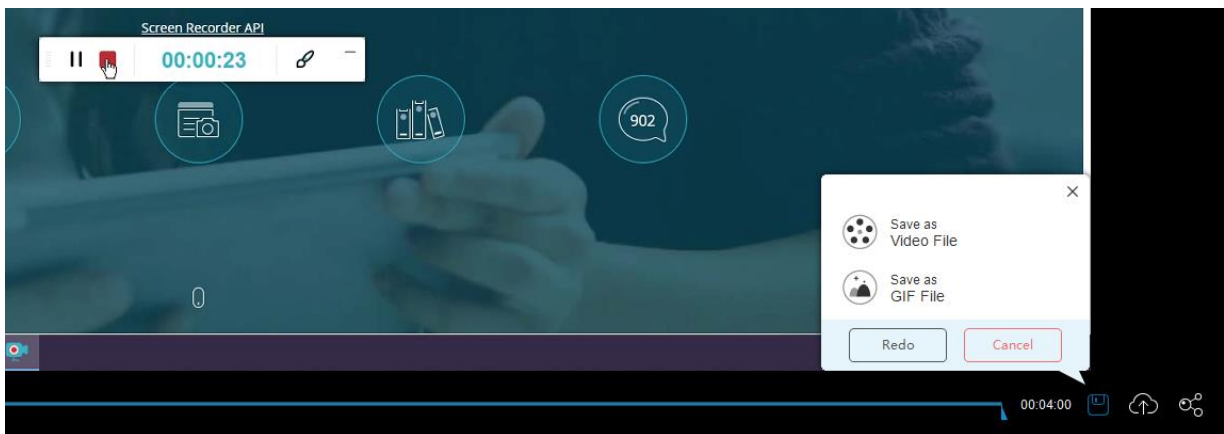 Screen Recorder API
00:00:23
902
Save as
Video File
Save as
GIF File
Redo
Cancel
00:04:00